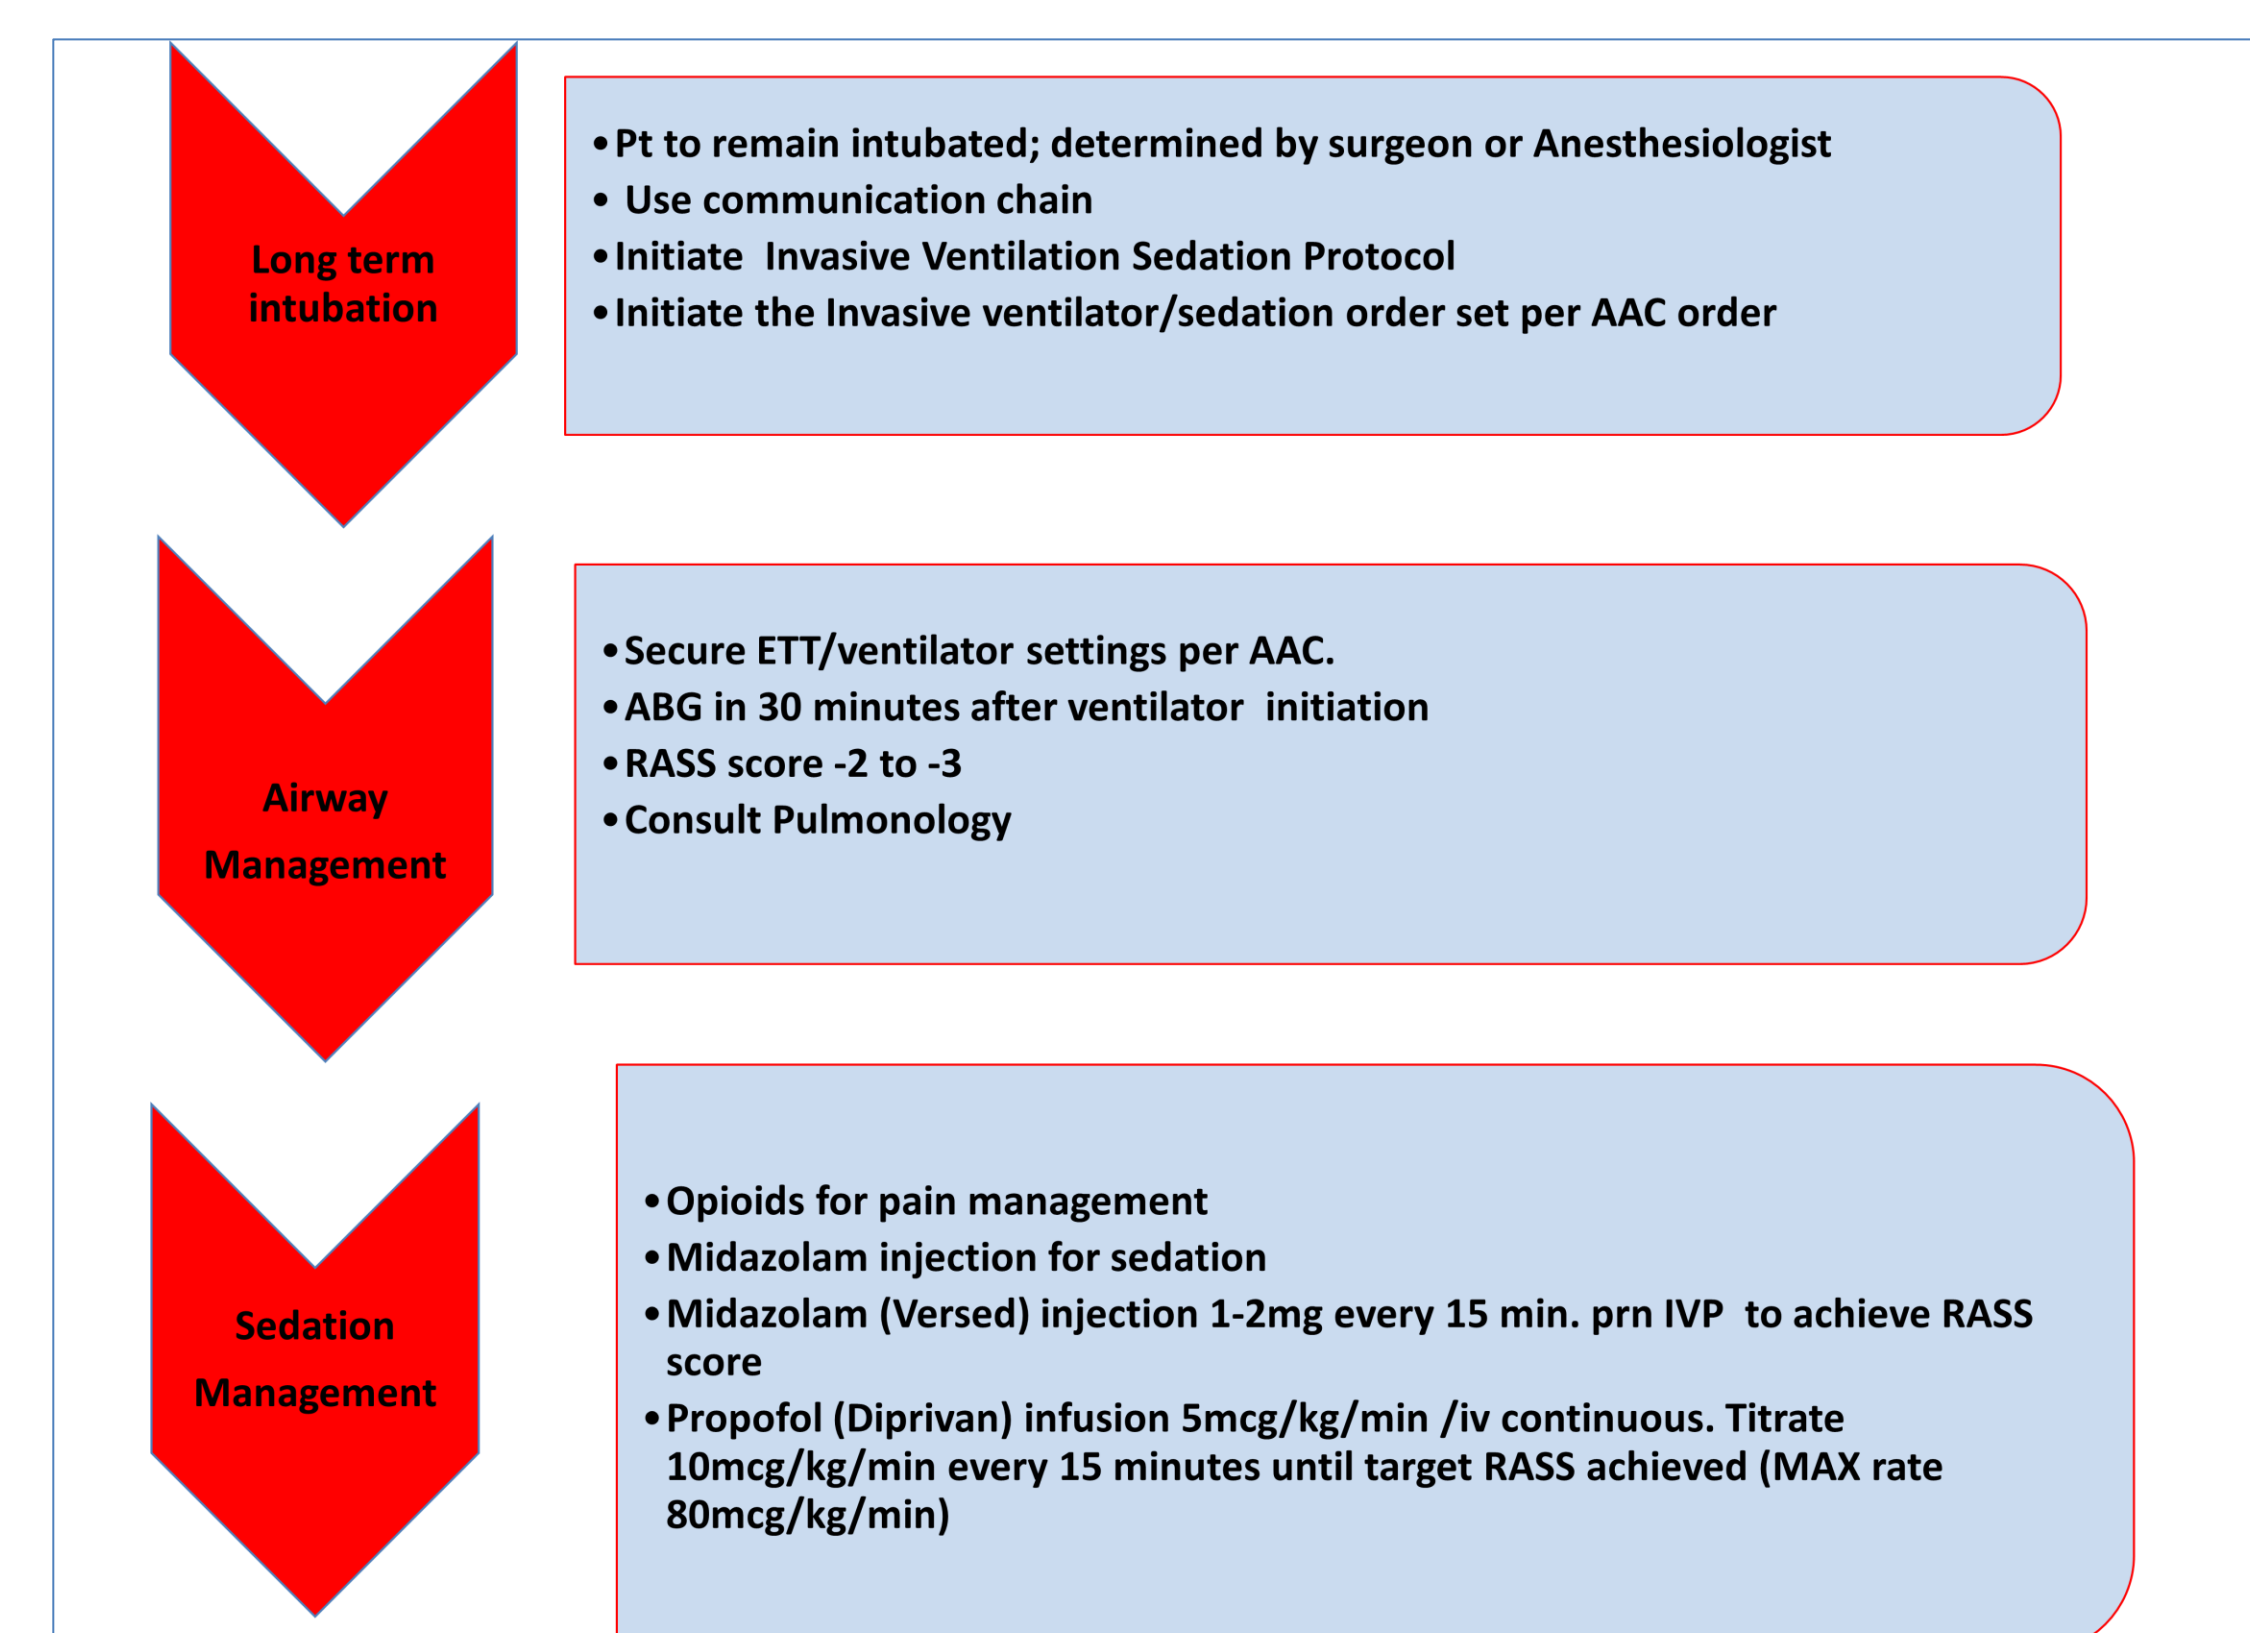 Long term
intubation
•Pt to remain intubated; determined by surgeon or Anesthesiologist
• Use communication chain
•Initiate  Invasive Ventilation Sedation Protocol
•Initiate the Invasive ventilator/sedation order set per AAC order
Airway
Management
•Secure ETT/ventilator settings per AAC.
•ABG in 30 minutes after ventilator  initiation
•RASS score -2 to -3
•Consult Pulmonology
Sedation
Management
•Opioids for pain management
•Midazolam injection for sedation
•Midazolam (Versed) injection 1-2mg every 15 min. prn IVP  to achieve RASS
score
•Propofol (Diprivan) infusion 5mcg/kg/min /iv continuous. Titrate
10mcg/kg/min every 15 minutes until target RASS achieved (MAX rate
80mcg/kg/min)